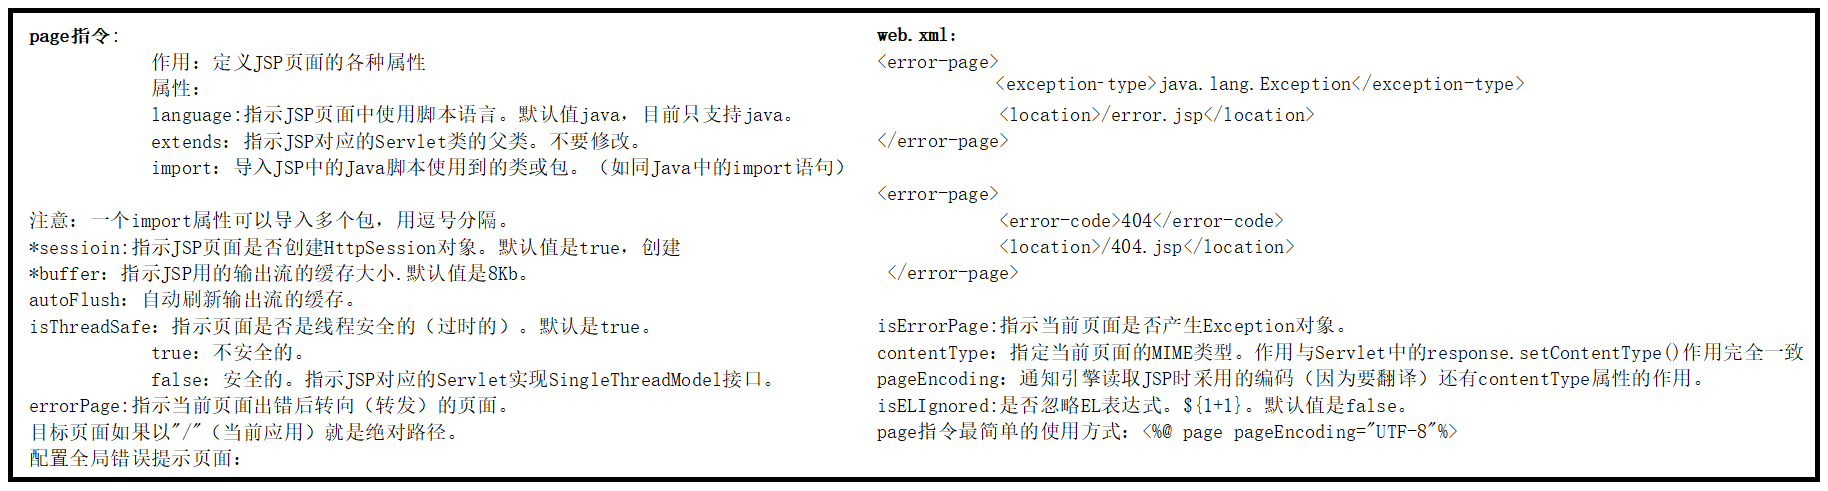 page指令:
作用：定义JSP页面的各种属性
属性：
language:指示JSP页面中使用脚本语言。默认值java，目前只支持java。
extends：指示JSP对应的Servlet类的父类。不要修改。
import：导入JSP中的Java脚本使用到的类或包。（如同Java中的import语句）
注意：一个import属性可以导入多个包，用逗号分隔。
*sessioin:指示JSP页面是否创建HttpSession对象。默认值是true，创建
*buffer：指示JSP用的输出流的缓存大小.默认值是8Kb。
autoFlush：自动刷新输出流的缓存。
isThreadSafe：指示页面是否是线程安全的（过时的）。默认是true。
true：不安全的。
false：安全的。指示JSP对应的Servlet实现SingleThreadModel接口。
errorPage:指示当前页面出错后转向（转发）的页面。
目标页面如果以"/"（当前应用）就是绝对路径。
配置全局错误提示页面：
web.xml：
<error-page>
<exception-type>java.lang.Exception</exception-type>
<location>/error.jsp</location>
</error-page>
<error-page>
<error-code>404</error-code>
<location>/404.jsp</location>
</error-page>
isErrorPage:指示当前页面是否产生Exception对象。
contentType：指定当前页面的MIME类型。作用与Servlet中的response.setContentType()作用完全一致
pageEncoding：通知引擎读取JSP时采用的编码（因为要翻译）还有contentType属性的作用。
isELIgnored:是否忽略EL表达式。${1+1}。默认值是false。
page指令最简单的使用方式：<%@ page pageEncoding="UTF-8"%>